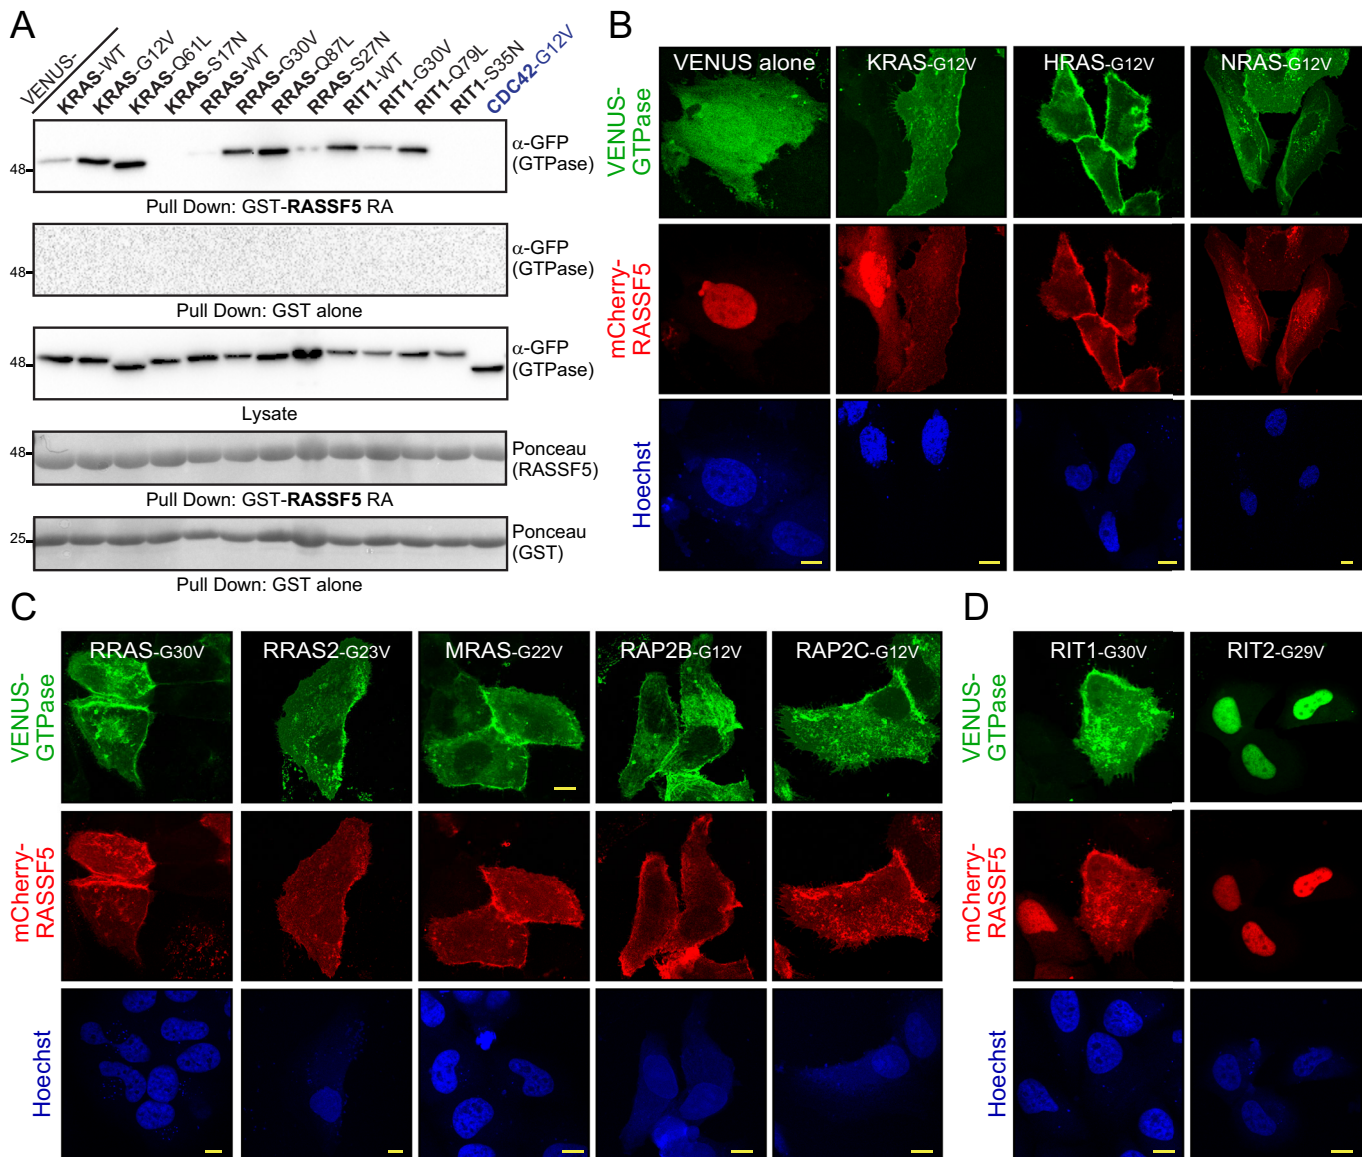 A
VENUS-
KRAS-WT
KRAS-G12V
KRAS-Q61L
KRAS-S17N
RRAS-WT
RRAS-G30V
RRAS-Q87L
RRAS-S27N
RIT1-WT
RIT1-G30V
RIT1-Q79L
RIT1-S35N
CDC42-G12V
48
α-GFP
(GTPase)
Pull Down: GST-RASSF5 RA
48
α-GFP
(GTPase)
Pull Down: GST alone
48
α-GFP
(GTPase)
Lysate
48
Ponceau
(RASSF5)
Pull Down: GST-RASSF5 RA
25
Ponceau
(GST)
Pull Down: GST alone
B
VENUS alone
KRAS-G12V
HRAS-G12V
NRAS-G12V
VENUS-
GTPase
mCherry-
RASSF5
Hoechst
C
RRAS-G30V
RRAS2-G23V
MRAS-G22V
RAP2B-G12V
RAP2C-G12V
VENUS-
GTPase
mCherry-
RASSF5
Hoechst
D
RIT1-G30V
RIT2-G29V
VENUS-
GTPase
mCherry-
RASSF5
Hoechst